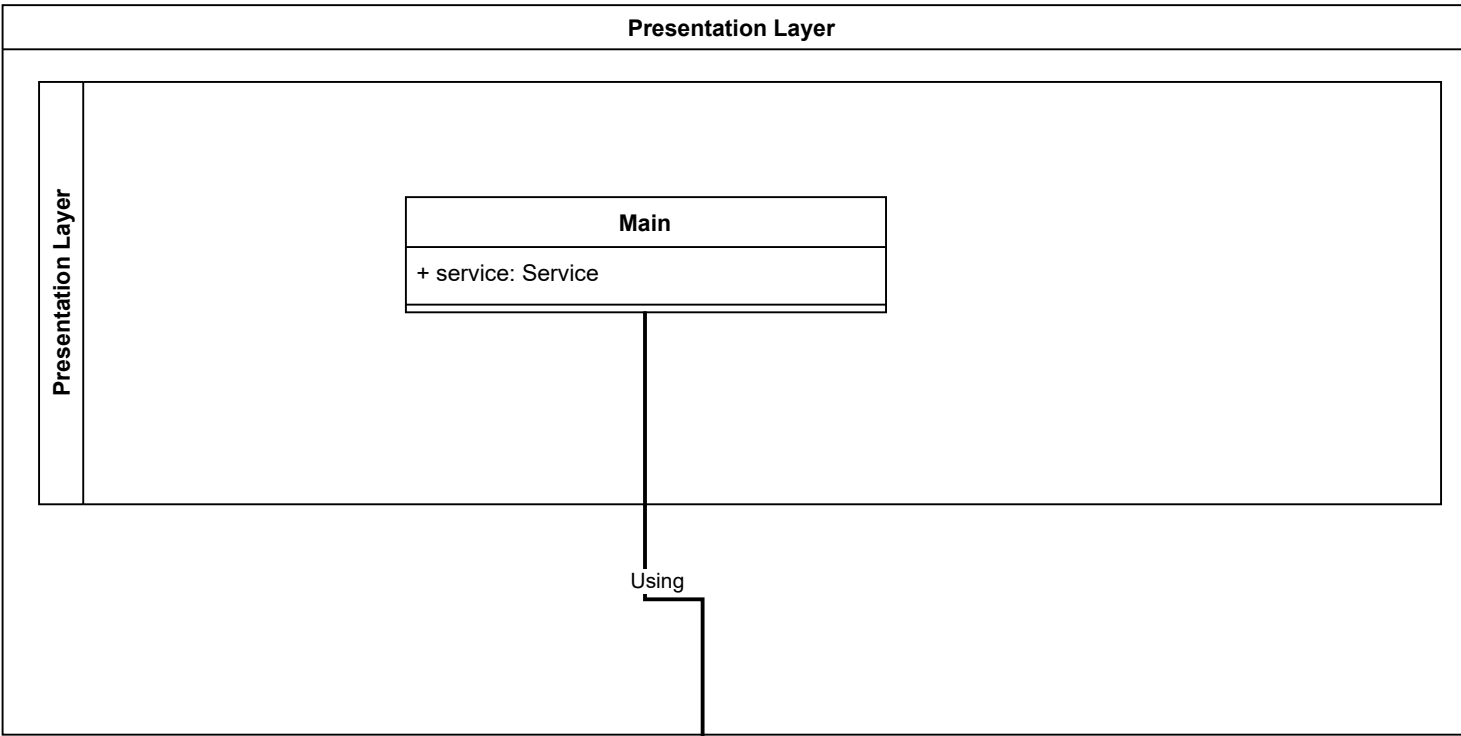 Presentation Layer
Presentation Layer
Main
+ service: Service
Using